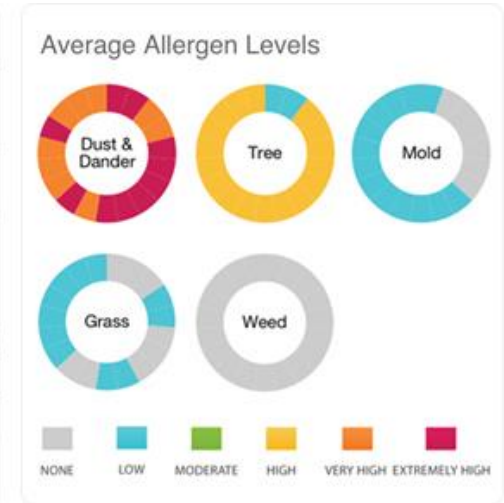 Average Allergen Levels
Dust &
Dander
Tree
Mold
Grass
Weed
NONE
LOW
MODERATE
HIGH
VERY HIGH
EXTREMELY HIGH